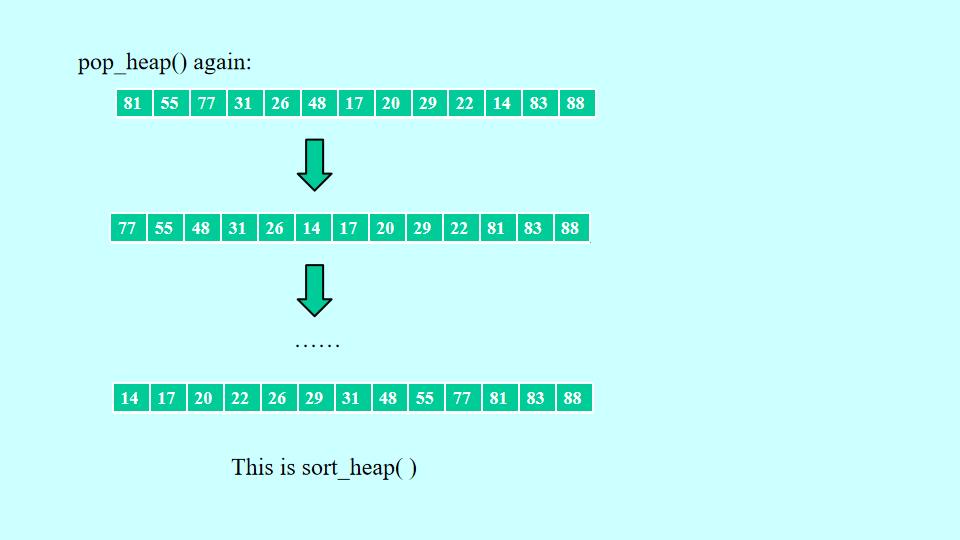 pop_heap() again:
81 55 77 31 26 48 17 20 29 22 14 83 88
77 55 48 31 26 14 17 20 29 22 81 83 88
……
14 17 20 22 26 29 31 48 55 77 81 83 88
This is sort_heap( )